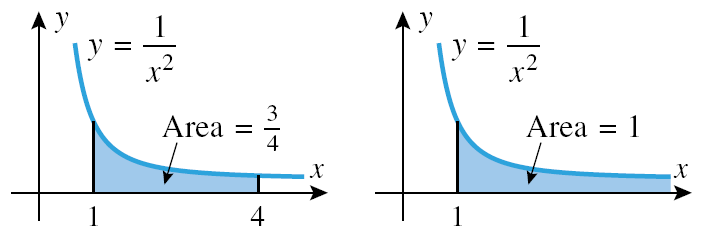 y
y = 1/x²
Area = 3/4
x
1 4
y
y = 1/x²
Area = 1
x
1